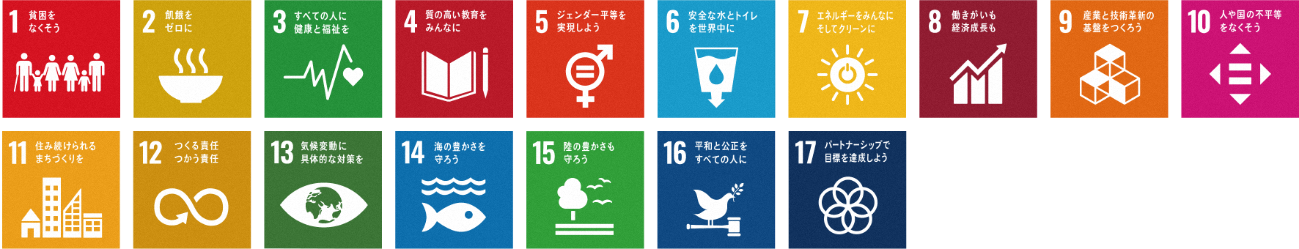 1 貧困を
なくそう
2 飢餓を
ゼロに
3 すべての人に
健康と福祉を
4 質の高い教育を
みんなに
5 ジェンダー平等を
実現しよう
6 安全な水とトイレ
を世界中に
7 エネルギーをみんなに
そしてクリーンに
8 働きがいも
経済成長も
9 産業と技術革新の
基盤をつくろう
10 人や国の不平等
をなくそう
11 住み続けられる
まちづくりを
12 つくる責任
つかう責任
13 気候変動に
具体的な対策を
14 海の豊かさを
守ろう
15 陸の豊かさも
守ろう
16 平和と公正を
すべての人に
17 パートナーシップで
目標を達成しよう